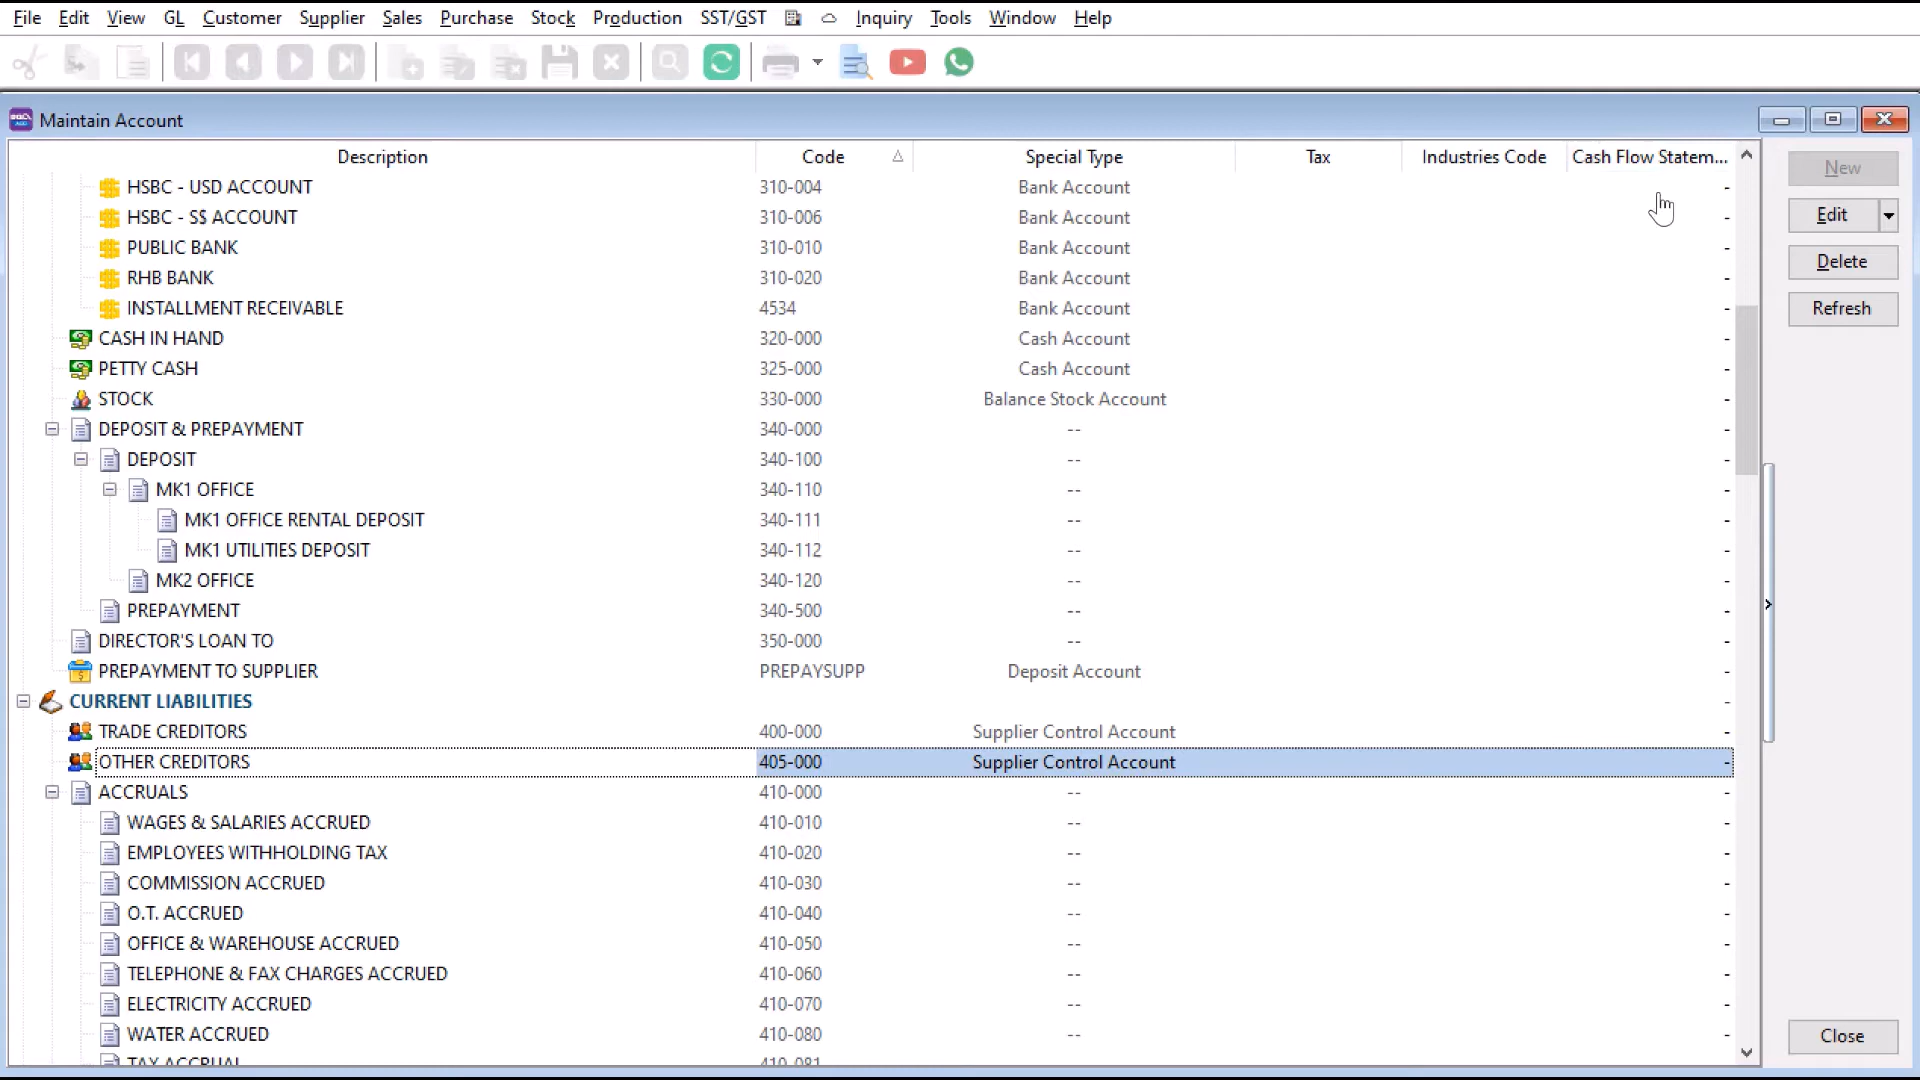 File Edit View GL Customer Supplier Sales Purchase Stock Production SST/GST Inquiry Tools Window Help
Maintain Account
Description Code Special Type Tax Industries Code Cash Flow Statem...
HSBC - USD ACCOUNT 310-004 Bank Account -
HSBC - S$ ACCOUNT 310-006 Bank Account -
PUBLIC BANK 310-010 Bank Account -
RHB BANK 310-020 Bank Account -
INSTALLMENT RECEIVABLE 4534 Bank Account -
CASH IN HAND 320-000 Cash Account -
PETTY CASH 325-000 Cash Account -
STOCK 330-000 Balance Stock Account -
DEPOSIT & PREPAYMENT 340-000 -- -
DEPOSIT 340-100 -- -
MK1 OFFICE 340-110 -- -
MK1 OFFICE RENTAL DEPOSIT 340-111 -- -
MK1 UTILITIES DEPOSIT 340-112 -- -
MK2 OFFICE 340-120 -- -
PREPAYMENT 340-500 -- -
DIRECTOR'S LOAN TO 350-000 -- -
PREPAYMENT TO SUPPLIER PREPAYSUPP Deposit Account -
CURRENT LIABILITIES -
TRADE CREDITORS 400-000 Supplier Control Account -
OTHER CREDITORS 405-000 Supplier Control Account -
ACCRUALS 410-000 -- -
WAGES & SALARIES ACCRUED 410-010 -- -
EMPLOYEES WITHHOLDING TAX 410-020 -- -
COMMISSION ACCRUED 410-030 -- -
O.T. ACCRUED 410-040 -- -
OFFICE & WAREHOUSE ACCRUED 410-050 -- -
TELEPHONE & FAX CHARGES ACCRUED 410-060 -- -
ELECTRICITY ACCRUED 410-070 -- -
WATER ACCRUED 410-080 -- -
TAX ACCRUAL 410-081
New
Edit
Delete
Refresh
Close